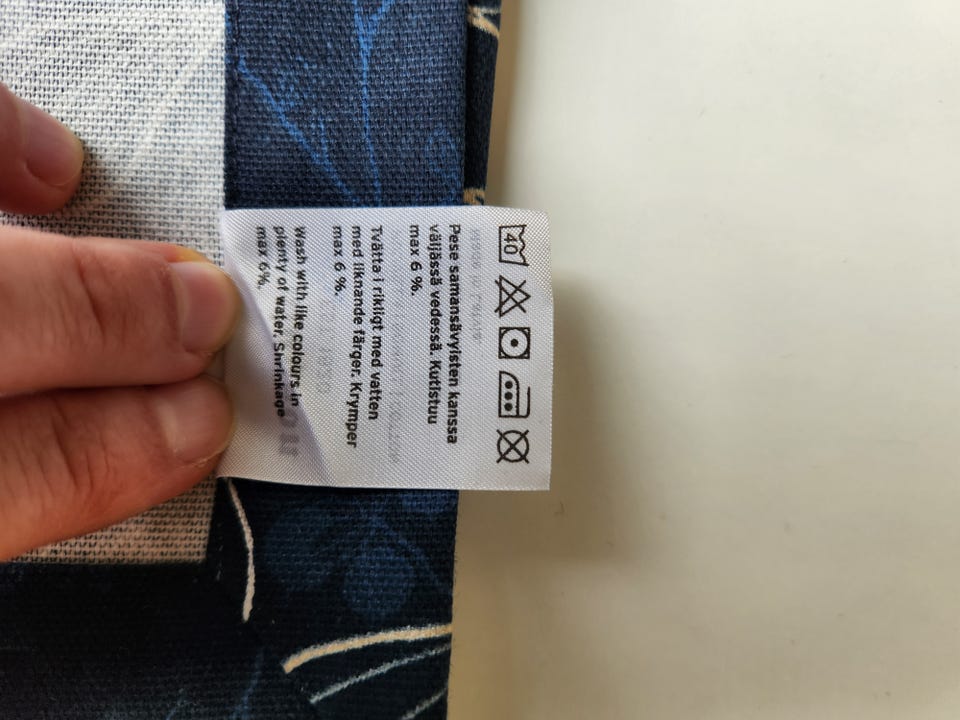 40
Pese samansävyisten kanssa
väljässä vedessä. Kutistuu
max 6 %.
Tvätta i rikligt med vatten
med liknande färger. Krymper
max 6 %.
Wash with like colours in
plenty of water. Shrinkage
max 6%.